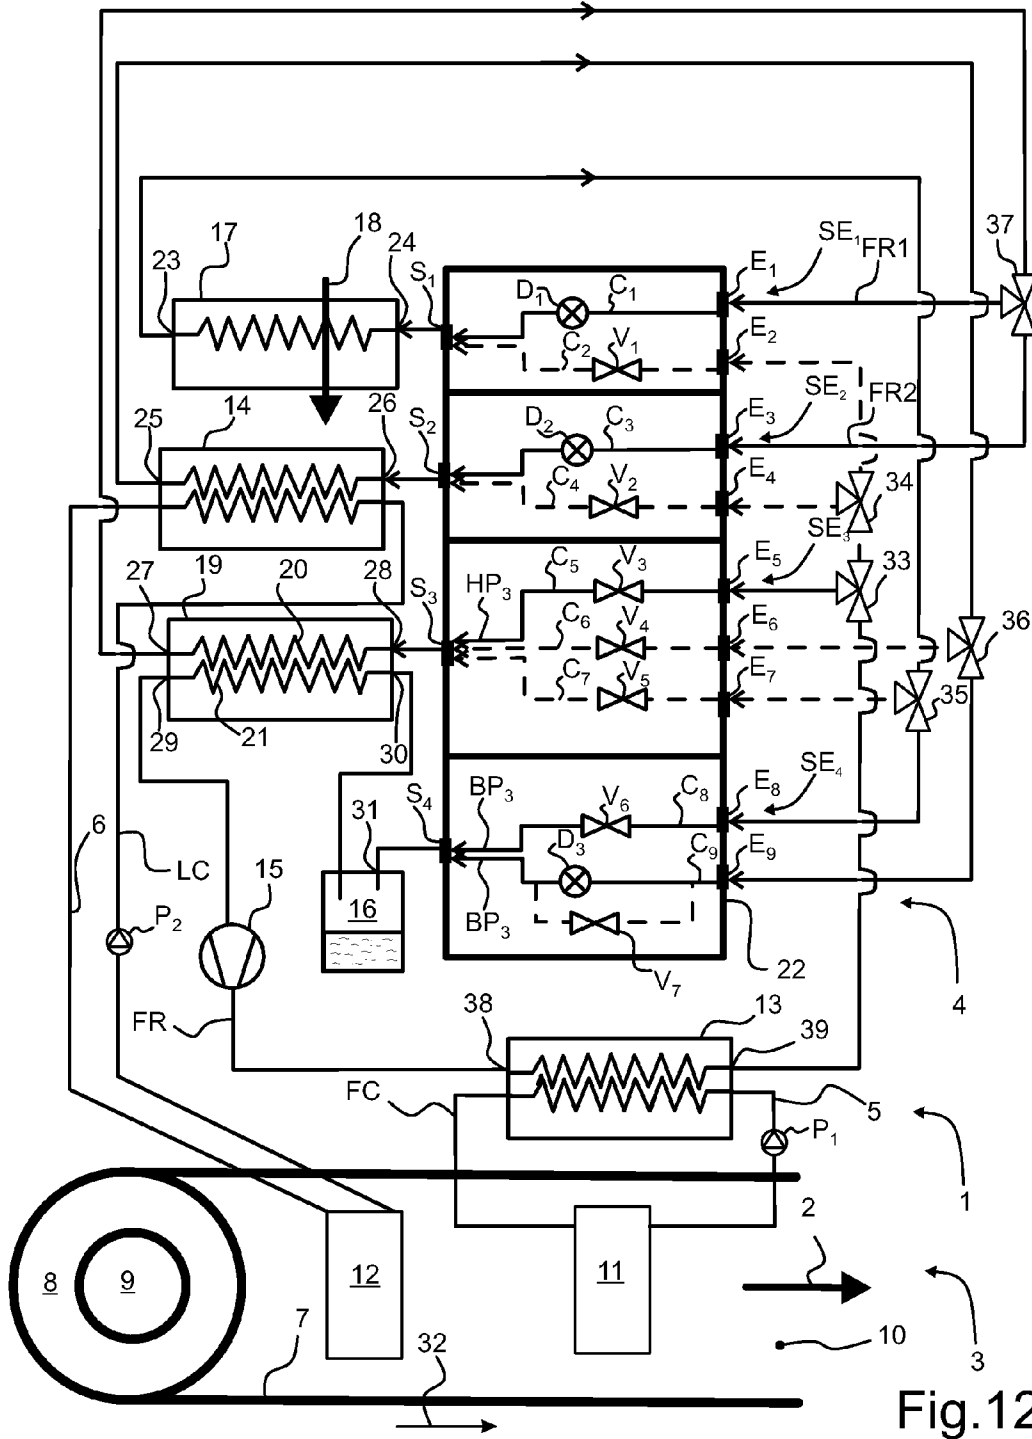 37
17
18
24
SE1
FR1
23
S1
D1
C1
E1
C2
V1
E2
25
14
26
S2
D2
C3
E3
SE2
FR2
C4
V2
E4
34
27
19
20
28
S3
HP3
C5
V3
E5
SE3
33
C6
V4
E6
36
29
21
30
C7
V5
E7
35
6
LC
15
31
S4
BP3
V6
C8
E8
SE4
P2
16
D3
C9
E9
BP3
V7
22
4
FR
38
13
39
FC
5
P1
1
2
8
9
12
11
10
3
7
32
Fig.12